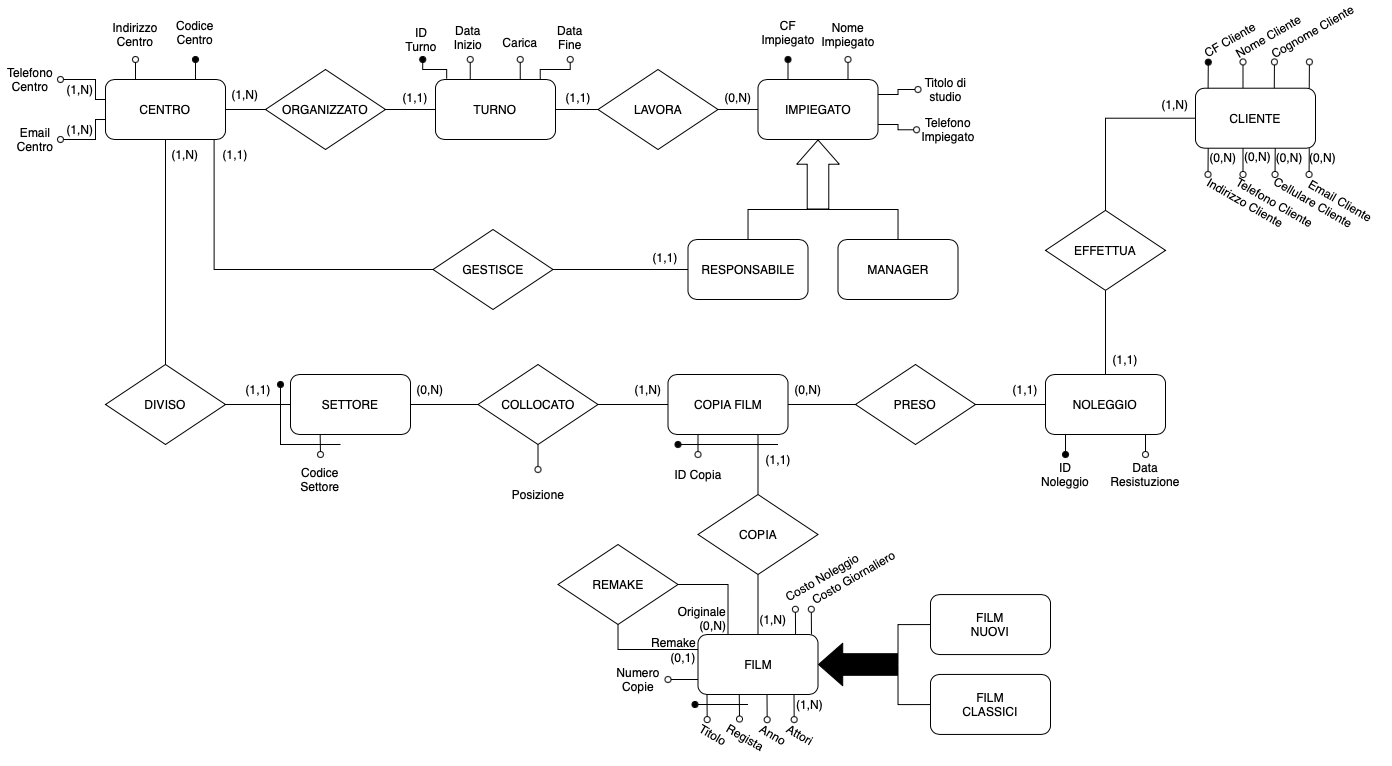 Indirizzo
Centro
Codice
Centro
Telefono
Centro
(1,N)
Email
Centro
(1,N)
CENTRO
(1,N)
ORGANIZZATO
(1,1)
ID
Turno
Data
Inizio
Carica
Data
Fine
TURNO
(1,1)
LAVORA
(0,N)
CF
Impiegato
Nome
Impiegato
IMPIEGATO
Titolo di
studio
Telefono
Impiegato
CF Cliente
Nome Cliente
Cognome Cliente
(1,N)
CLIENTE
(0,N)
(0,N)
(0,N)
(0,N)
Indirizzo Cliente
Telefono Cliente
Cellulare Cliente
Email Cliente
(1,N)
(1,1)
GESTISCE
(1,1)
RESPONSABILE
MANAGER
EFFETTUA
(1,1)
DIVISO
(1,1)
SETTORE
(0,N)
COLLOCATO
(1,N)
COPIA FILM
(0,N)
PRESO
(1,1)
NOLEGGIO
Codice
Settore
Posizione
ID Copia
(1,1)
ID
Noleggio
Data
Resistuzione
COPIA
REMAKE
Originale
(0,N)
(1,N)
Costo Noleggio
Costo Giornaliero
Remake
(0,1)
Numero
Copie
FILM
FILM
NUOVI
FILM
CLASSICI
(1,N)
Titolo
Regista
Anno
Attori